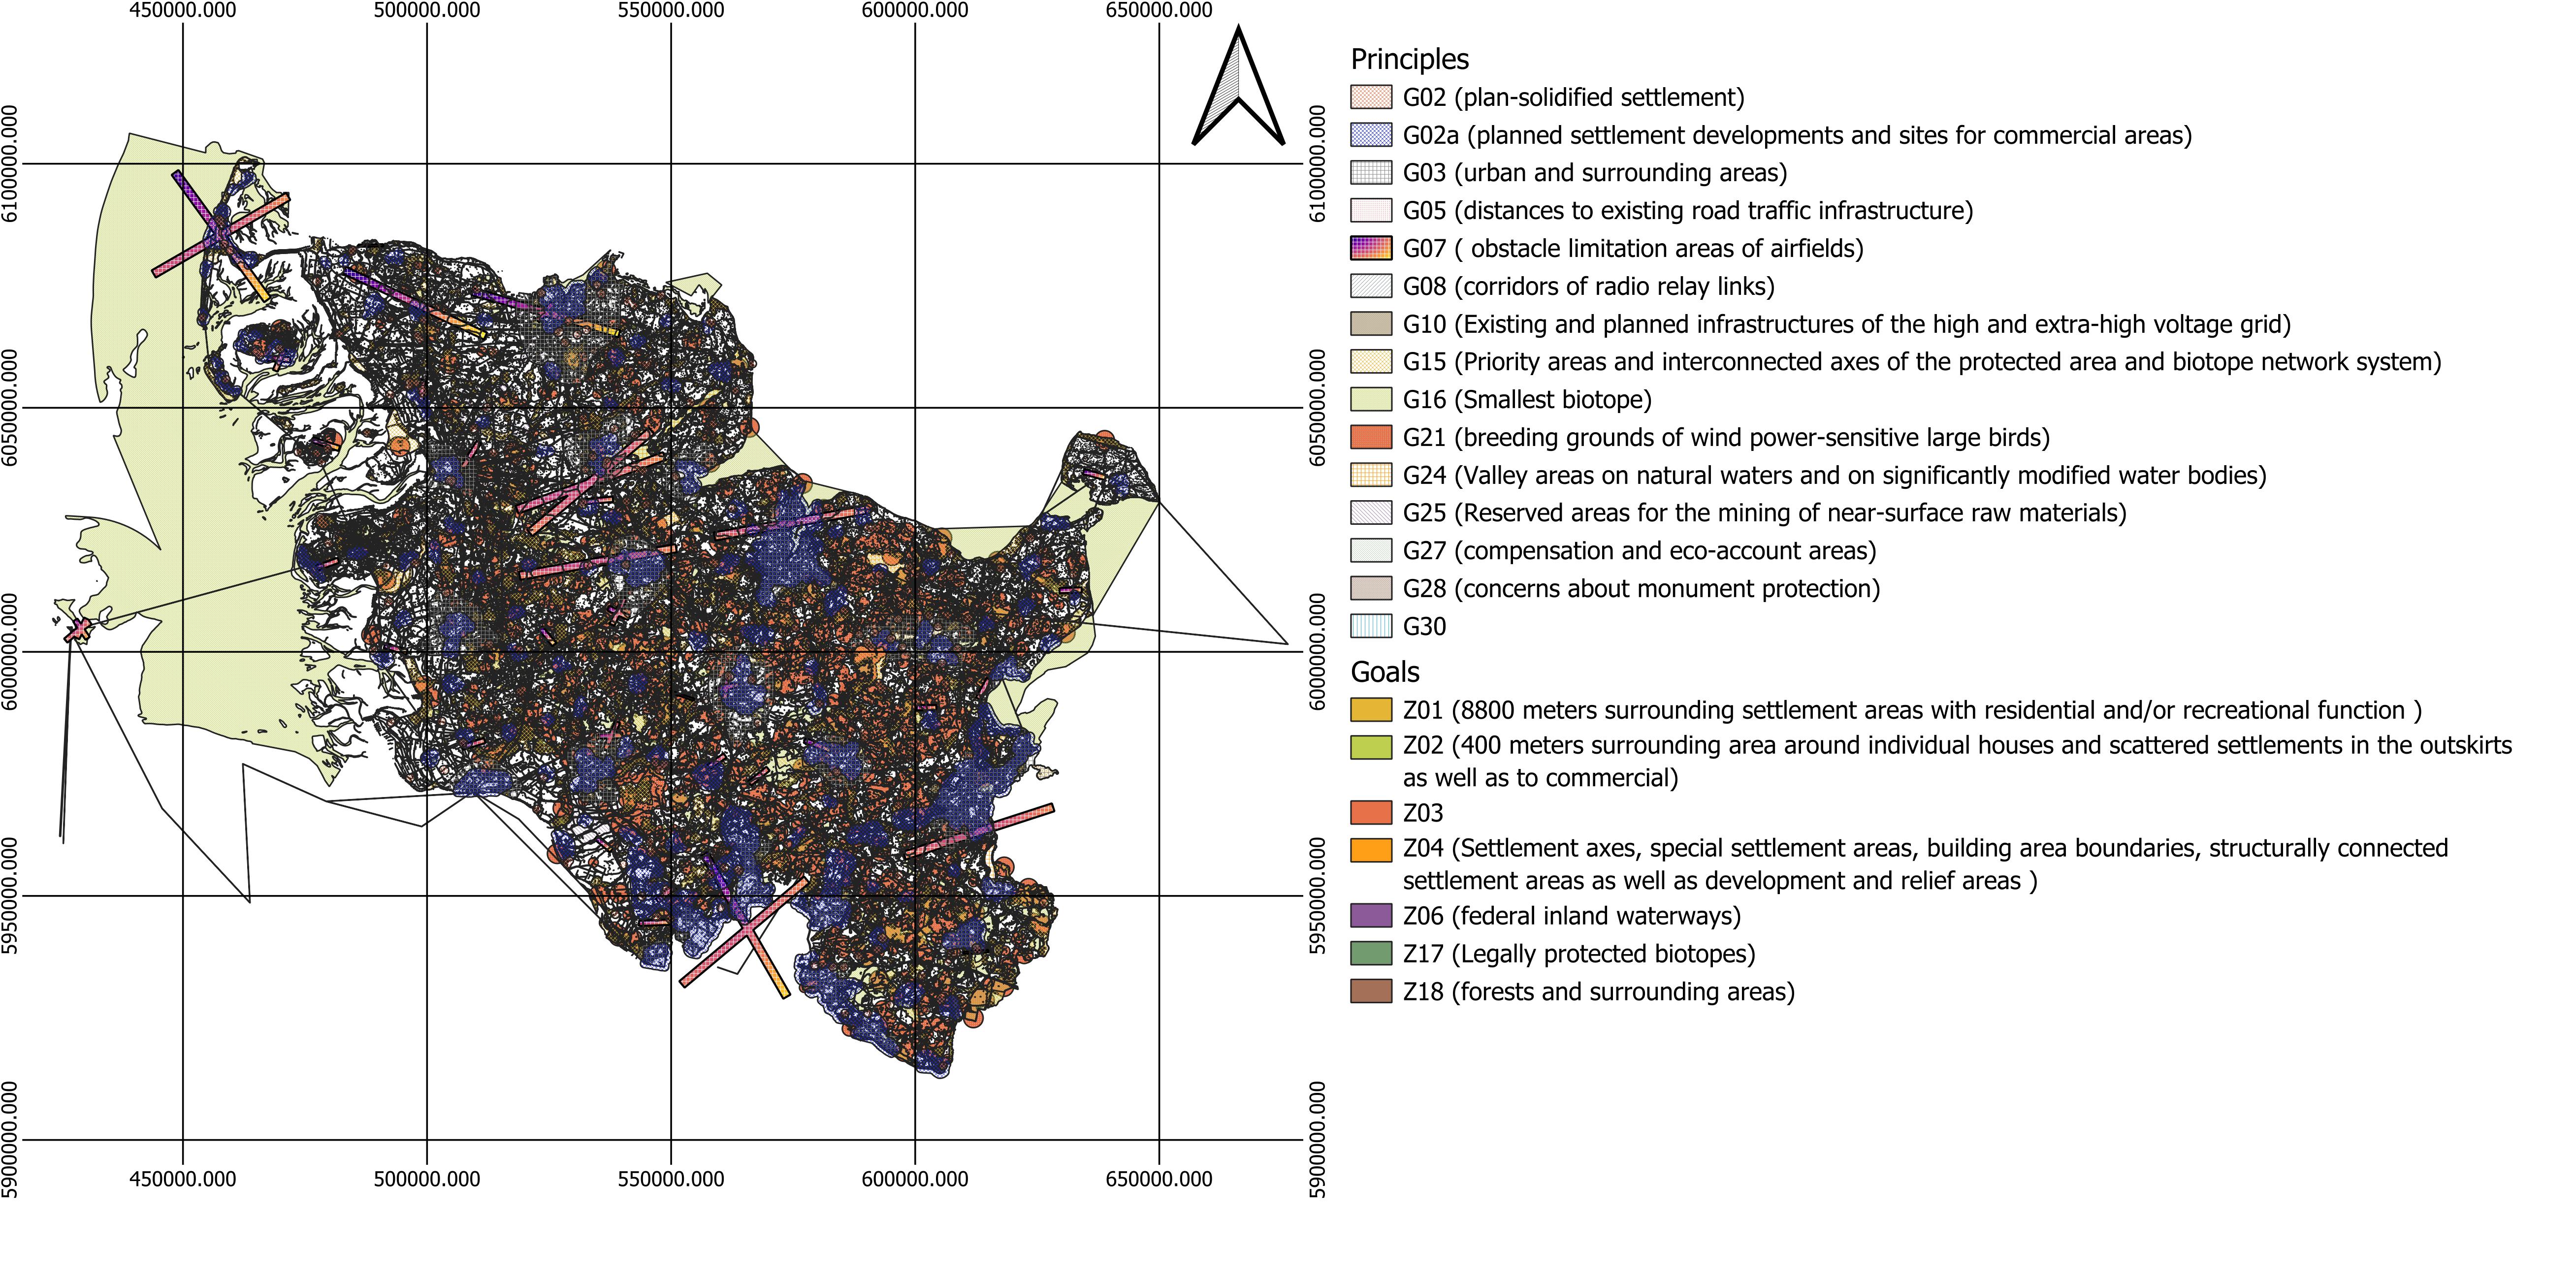 450000.000 500000.000 550000.000 600000.000 650000.000
6100000.000 6100000.000
6050000.000 6050000.000
6000000.000 6000000.000
5950000.000 5950000.000
5900000.000 5900000.000
450000.000 500000.000 550000.000 600000.000 650000.000
Principles
G02 (plan-solidified settlement)
G02a (planned settlement developments and sites for commercial areas)
G03 (urban and surrounding areas)
G05 (distances to existing road traffic infrastructure)
G07 ( obstacle limitation areas of airfields)
G08 (corridors of radio relay links)
G10 (Existing and planned infrastructures of the high and extra-high voltage grid)
G15 (Priority areas and interconnected axes of the protected area and biotope network system)
G16 (Smallest biotope)
G21 (breeding grounds of wind power-sensitive large birds)
G24 (Valley areas on natural waters and on significantly modified water bodies)
G25 (Reserved areas for the mining of near-surface raw materials)
G27 (compensation and eco-account areas)
G28 (concerns about monument protection)
G30
Goals
Z01 (8800 meters surrounding settlement areas with residential and/or recreational function )
Z02 (400 meters surrounding area around individual houses and scattered settlements in the outskirts
as well as to commercial)
Z03
Z04 (Settlement axes, special settlement areas, building area boundaries, structurally connected
settlement areas as well as development and relief areas )
Z06 (federal inland waterways)
Z17 (Legally protected biotopes)
Z18 (forests and surrounding areas)